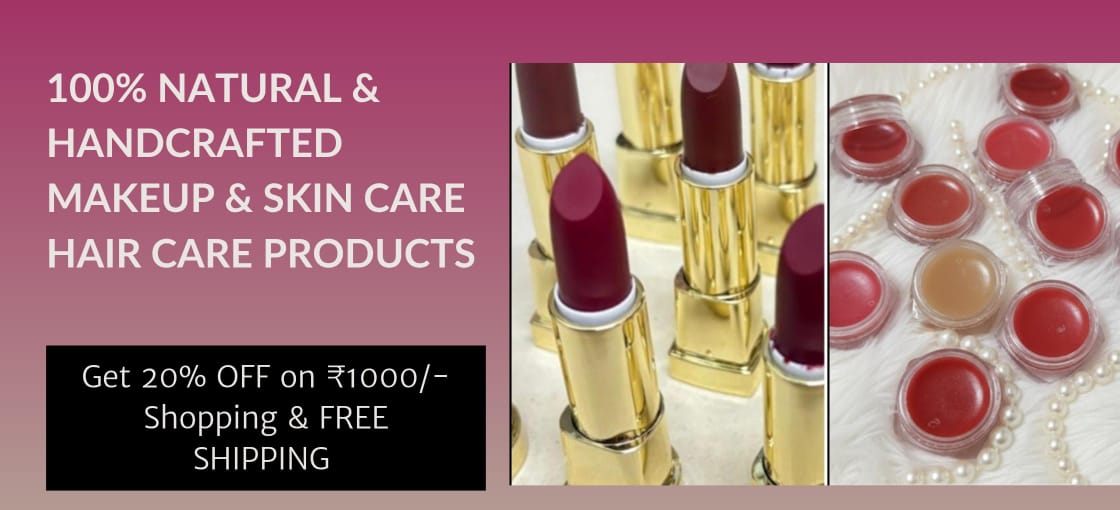 100% NATURAL &
HANDCRAFTED
MAKEUP & SKIN CARE
HAIR CARE PRODUCTS
Get 20% OFF on ₹1000/-
Shopping & FREE
SHIPPING